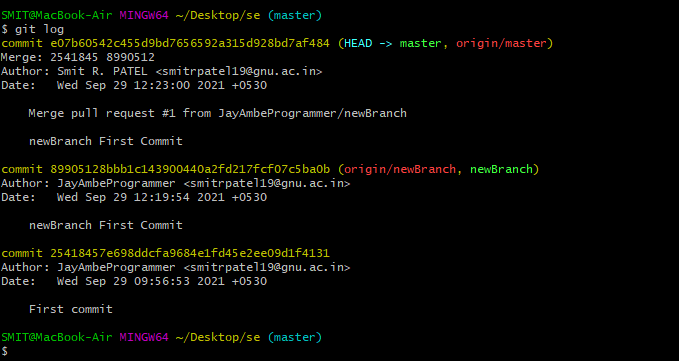 SMIT@MacBook-Air MINGW64 ~/Desktop/se (master)
$ git log
commit e07b60542c455d9bd7656592a315d928bd7af484 (HEAD -> master, origin/master)
Merge: 2541845 8990512
Author: Smit R. PATEL <smitrpatel19@gnu.ac.in>
Date:   Wed Sep 29 12:23:00 2021 +0530

    Merge pull request #1 from JayAmbeProgrammer/newBranch

    newBranch First Commit

commit 89905128bbb1c143900440a2fd217fcf07c5ba0b (origin/newBranch, newBranch)
Author: JayAmbeProgrammer <smitrpatel19@gnu.ac.in>
Date:   Wed Sep 29 12:19:54 2021 +0530

    newBranch First Commit

commit 25418457e698ddcfa9684e1fd45e2ee09d1f4131
Author: JayAmbeProgrammer <smitrpatel19@gnu.ac.in>
Date:   Wed Sep 29 09:56:53 2021 +0530

    First commit

SMIT@MacBook-Air MINGW64 ~/Desktop/se (master)
$